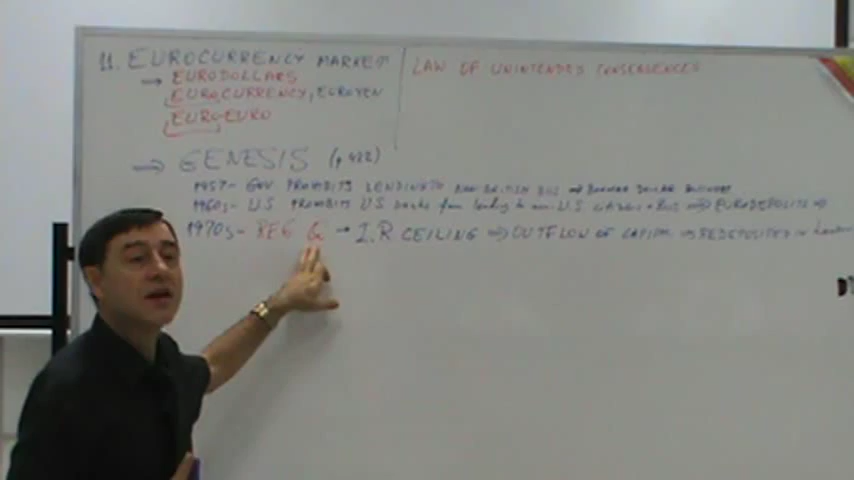 11. EUROCURRENCY MARKET
→ EURODOLLARS
EUROCURRENCY, EUROYEN
EURO-EURO
LAW OF UNINTENDED CONSEQUENCES
⇒ GENESIS (p 422)
1957- GOV PROHIBITS LENDING TO NON BRITISH BUS ⇒ DOLLAR BUSINESS
1960s- U.S PROHIBITS U.S banks from lending to non U.S citizens + BUS ⇒ EURODEPOSITS ⇒
1970s- REG → I.R CEILING ⇒ OUTFLOW OF CAPITAL ⇒ REDEPOSITED IN London